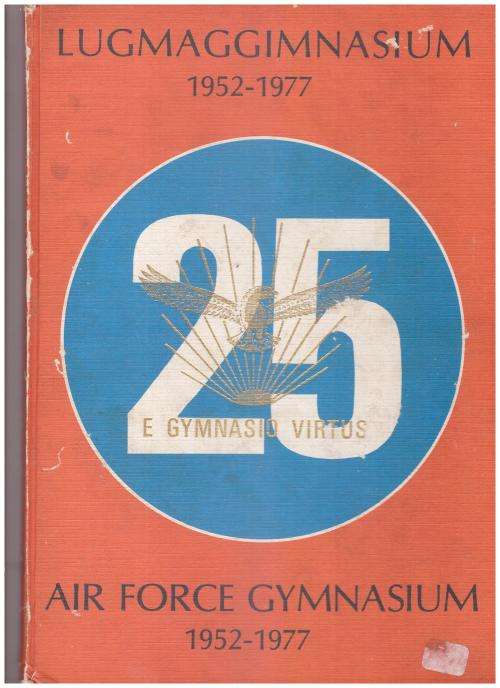 LUGMAGGIMNASIUM
1952-1977
25
E GYMNASIO VIRTUS
AIR FORCE GYMNASIUM
1952-1977